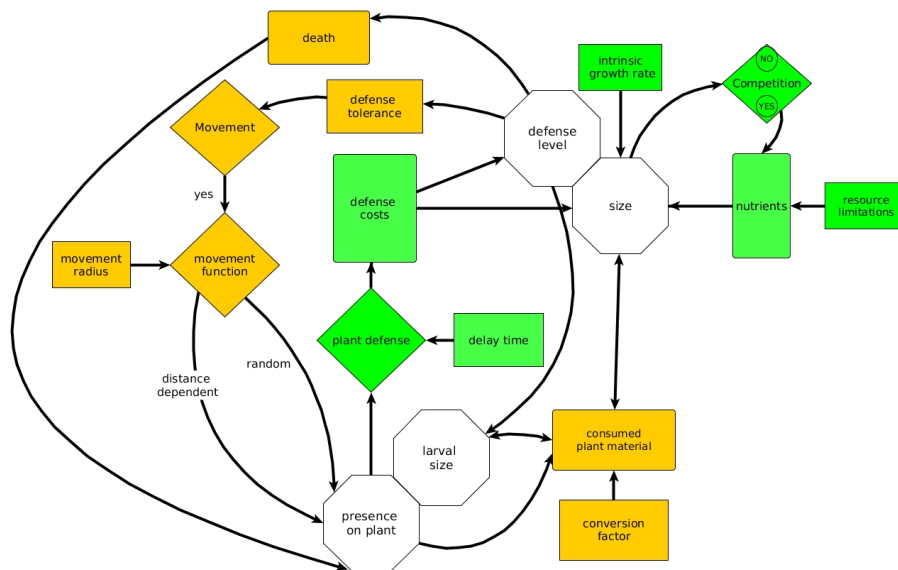 death
intrinsic
growth rate
NO
Competition
YES
Movement
defense
tolerance
defense
level
yes
defense
costs
size
nutrients
resource
limitations
movement
radius
movement
function
plant defense
delay time
random
distance
dependent
larval
size
consumed
plant material
presence
on plant
conversion
factor